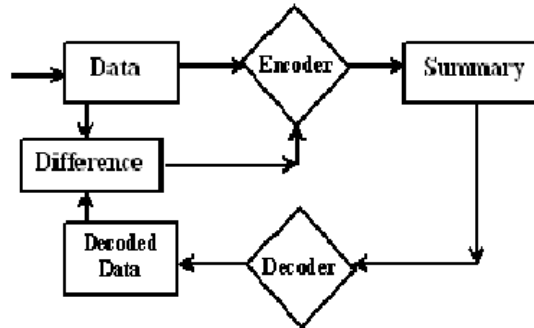 Data
Encoder
Summary
Difference
Decoded
Data
Decoder